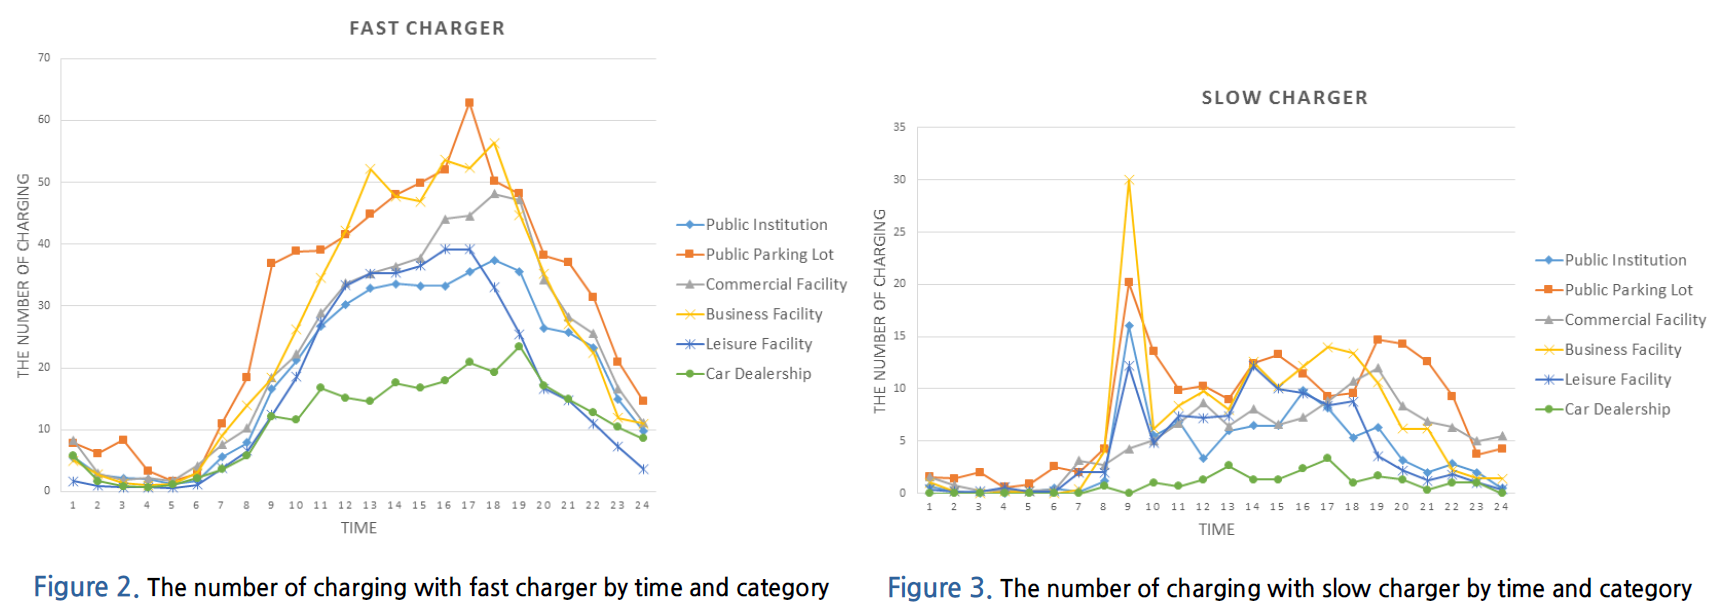 FAST CHARGER
70
60
50
40
30
20
10
0
THE NUMBER OF CHARGING
1 2 3 4 5 6 7 8 9 10 11 12 13 14 15 16 17 18 19 20 21 22 23 24
TIME
Public Institution
Public Parking Lot
Commercial Facility
Business Facility
Leisure Facility
Car Dealership
Figure 2. The number of charging with fast charger by time and category
SLOW CHARGER
35
30
25
20
15
10
5
0
THE NUMBER OF CHARGING
1 2 3 4 5 6 7 8 9 10 11 12 13 14 15 16 17 18 19 20 21 22 23 24
TIME
Public Institution
Public Parking Lot
Commercial Facility
Business Facility
Leisure Facility
Car Dealership
Figure 3. The number of charging with slow charger by time and category